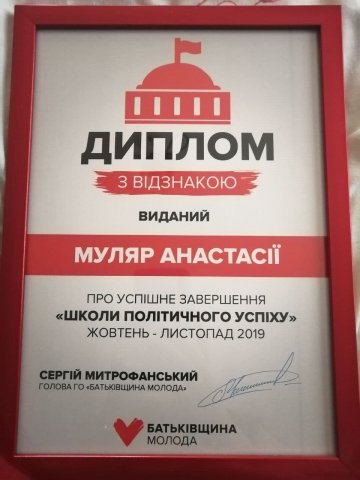 ДИПЛОМ
З ВІДЗНАКОЮ
ВИДАНИЙ
МУЛЯР АНАСТАСІЇ
ПРО УСПІШНЕ ЗАВЕРШЕННЯ
«ШКОЛИ ПОЛІТИЧНОГО УСПІХУ»
ЖОВТЕНЬ - ЛИСТОПАД 2019
СЕРГІЙ МИТРОФАНСЬКИЙ
ГОЛОВА ГО «БАТЬКІВЩИНА МОЛОДА»
БАТЬКІВЩИНА
МОЛОДА